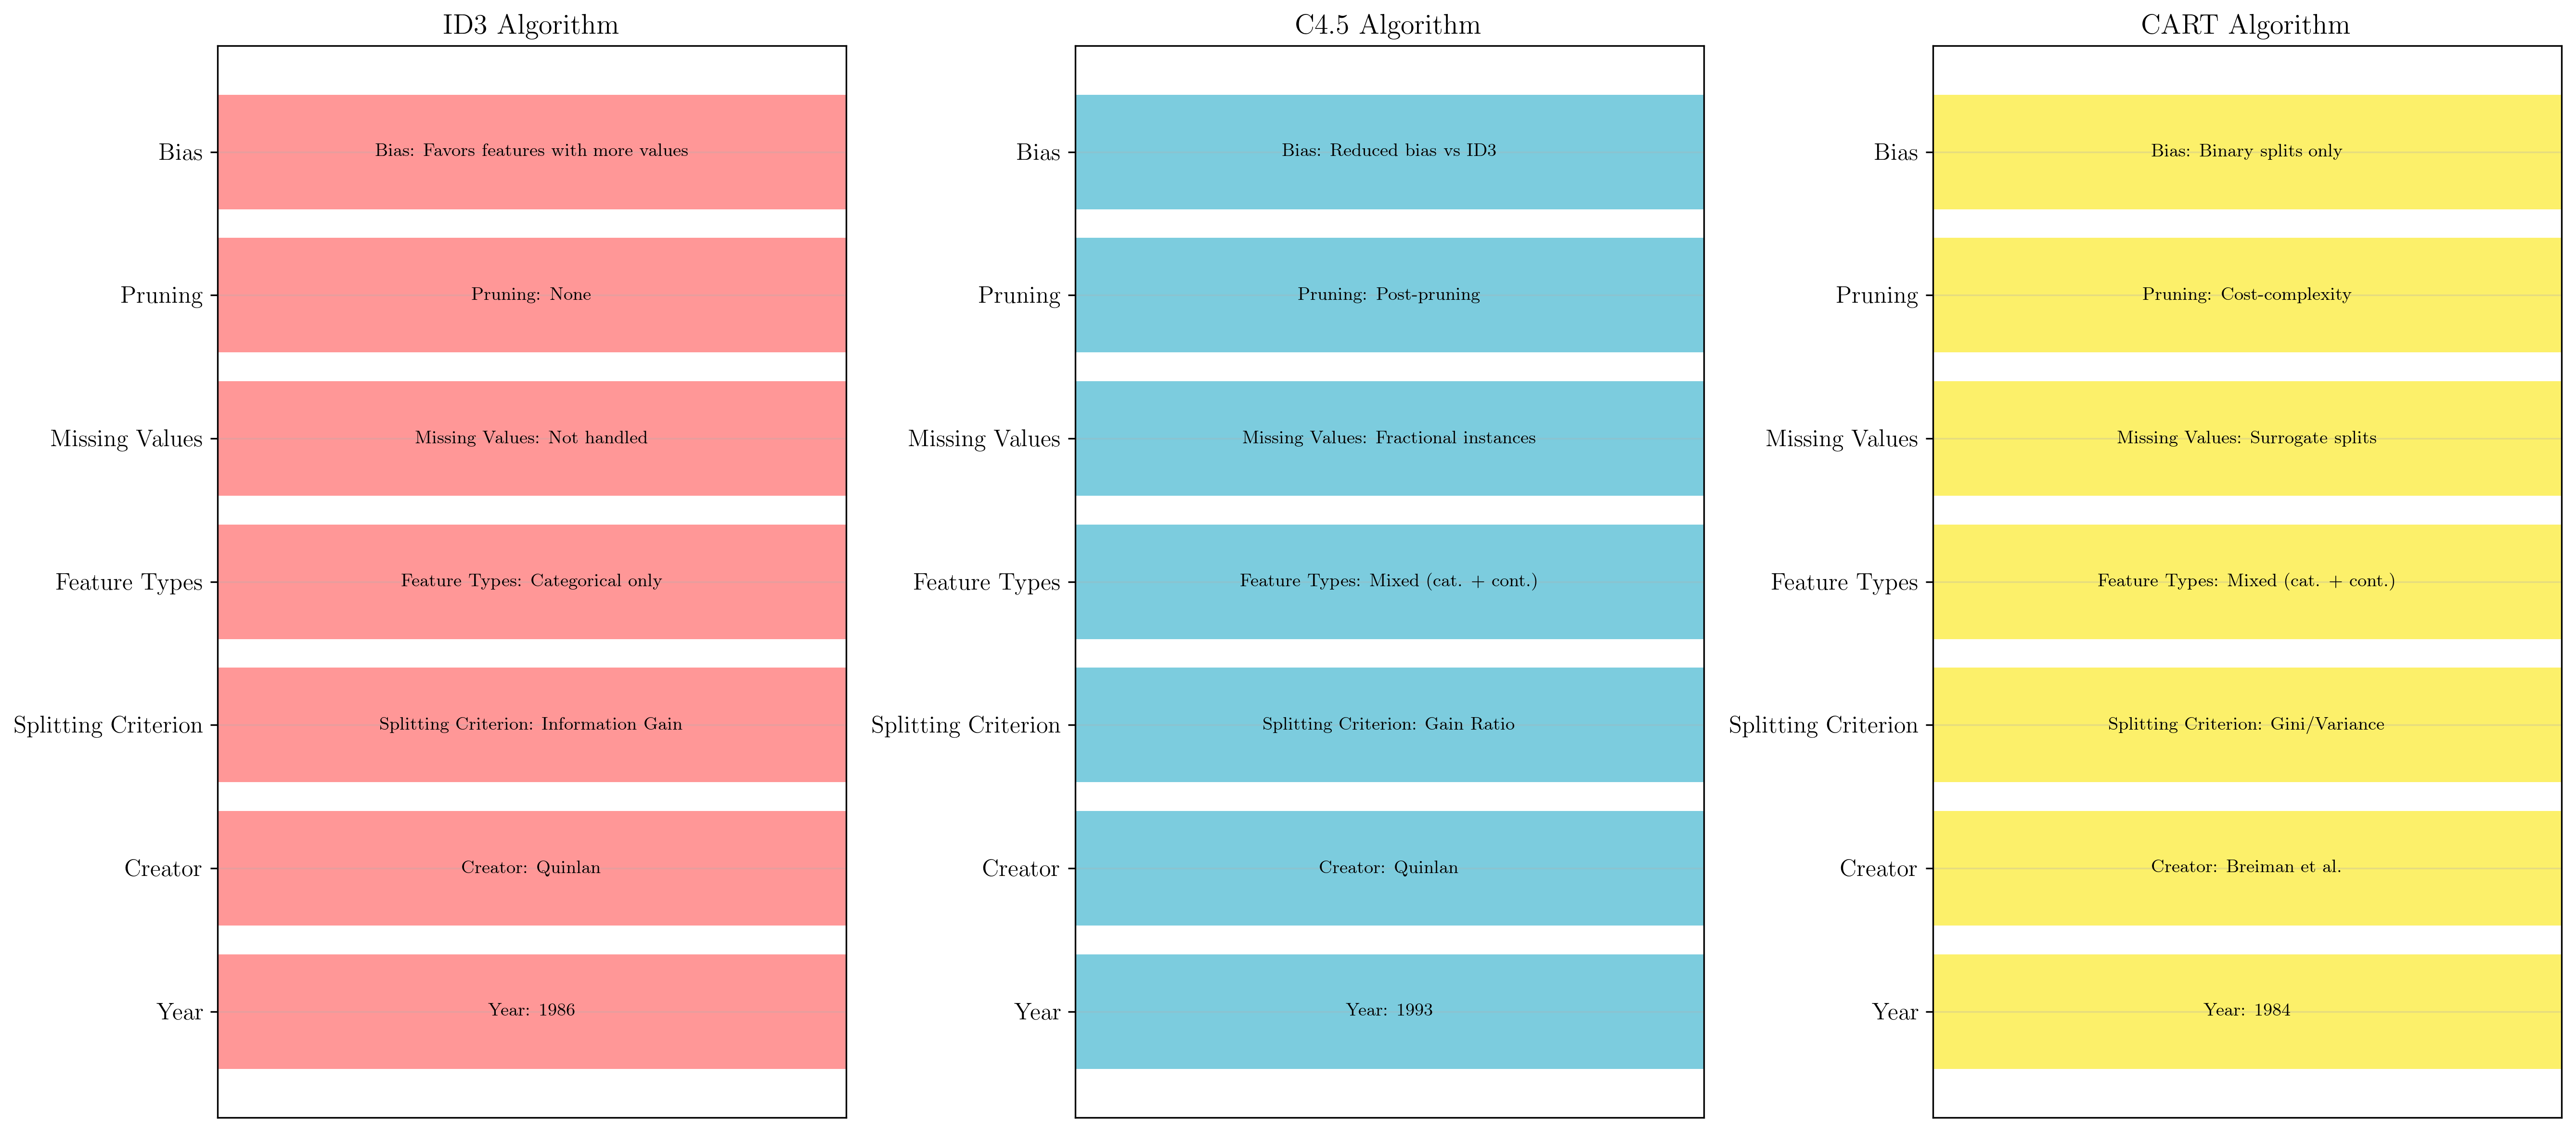 ID3 Algorithm
Bias
Bias: Favors features with more values
Pruning
Pruning: None
Missing Values
Missing Values: Not handled
Feature Types
Feature Types: Categorical only
Splitting Criterion
Splitting Criterion: Information Gain
Creator
Creator: Quinlan
Year
Year: 1986
C4.5 Algorithm
Bias
Bias: Reduced bias vs ID3
Pruning
Pruning: Post-pruning
Missing Values
Missing Values: Fractional instances
Feature Types
Feature Types: Mixed (cat. + cont.)
Splitting Criterion
Splitting Criterion: Gain Ratio
Creator
Creator: Quinlan
Year
Year: 1993
CART Algorithm
Bias
Bias: Binary splits only
Pruning
Pruning: Cost-complexity
Missing Values
Missing Values: Surrogate splits
Feature Types
Feature Types: Mixed (cat. + cont.)
Splitting Criterion
Splitting Criterion: Gini/Variance
Creator
Creator: Breiman et al.
Year
Year: 1984